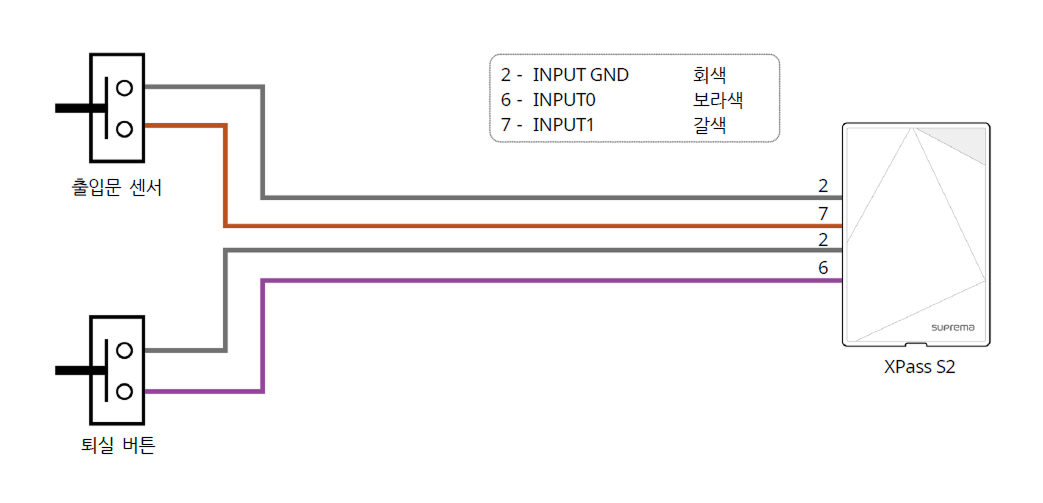 2 - INPUT GND 회색
6 - INPUT0 보라색
7 - INPUT1 갈색
출입문 센서
2
7
2
6
suprema
XPass S2
퇴실 버튼